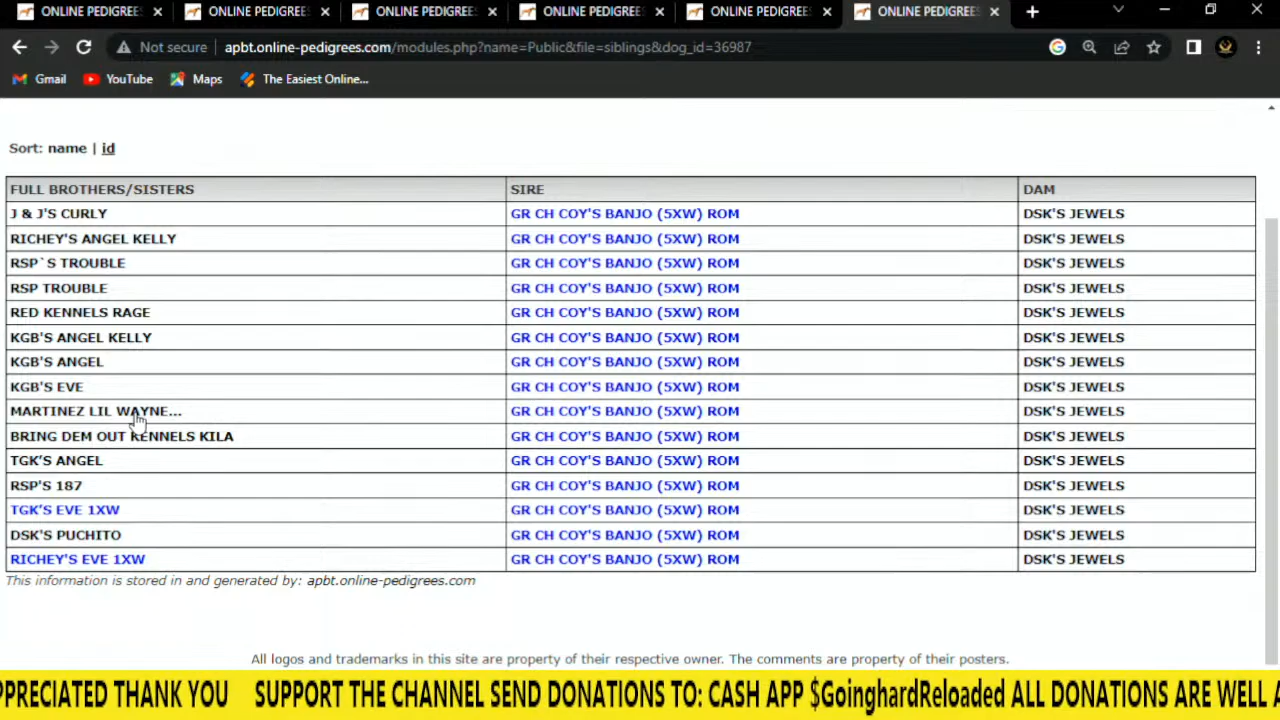 ONLINE PEDIGREES ONLINE PEDIGREES ONLINE PEDIGREES ONLINE PEDIGREES ONLINE PEDIGREES ONLINE PEDIGREES
Not secure apbt.online-pedigrees.com/modules.php?name=Public&file=siblings&dog_id=36987
Gmail YouTube Maps The Easiest Online...
Sort: name | id
FULL BROTHERS/SISTERS SIRE DAM
J & J'S CURLY GR CH COY'S BANJO (5XW) ROM DSK'S JEWELS
RICHEY'S ANGEL KELLY GR CH COY'S BANJO (5XW) ROM DSK'S JEWELS
RSP`S TROUBLE GR CH COY'S BANJO (5XW) ROM DSK'S JEWELS
RSP TROUBLE GR CH COY'S BANJO (5XW) ROM DSK'S JEWELS
RED KENNELS RAGE GR CH COY'S BANJO (5XW) ROM DSK'S JEWELS
KGB'S ANGEL KELLY GR CH COY'S BANJO (5XW) ROM DSK'S JEWELS
KGB'S ANGEL GR CH COY'S BANJO (5XW) ROM DSK'S JEWELS
KGB'S EVE GR CH COY'S BANJO (5XW) ROM DSK'S JEWELS
MARTINEZ LIL WAYNE... GR CH COY'S BANJO (5XW) ROM DSK'S JEWELS
BRING DEM OUT KENNELS KILA GR CH COY'S BANJO (5XW) ROM DSK'S JEWELS
TGK'S ANGEL GR CH COY'S BANJO (5XW) ROM DSK'S JEWELS
RSP'S 187 GR CH COY'S BANJO (5XW) ROM DSK'S JEWELS
TGK'S EVE 1XW GR CH COY'S BANJO (5XW) ROM DSK'S JEWELS
DSK'S PUCHITO GR CH COY'S BANJO (5XW) ROM DSK'S JEWELS
RICHEY'S EVE 1XW GR CH COY'S BANJO (5XW) ROM DSK'S JEWELS
This information is stored in and generated by: apbt.online-pedigrees.com
All logos and trademarks in this site are property of their respective owner. The comments are property of their posters.
PPRECIATED THANK YOU SUPPORT THE CHANNEL SEND DONATIONS TO: CASH APP $GoinghardReloaded ALL DONATIONS ARE WELL A